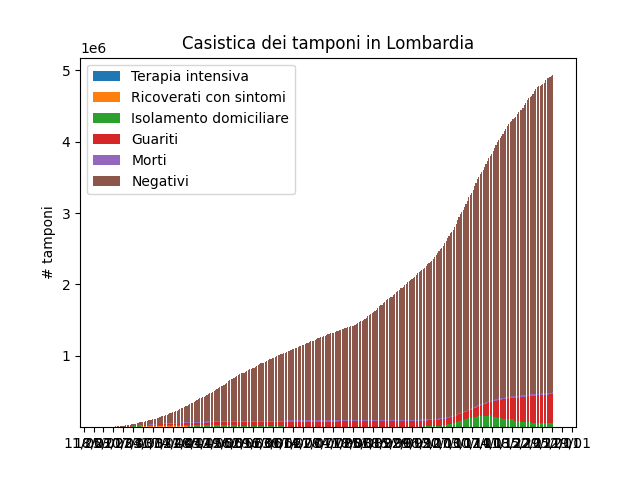 Casistica dei tamponi in Lombardia
1e6
Terapia intensiva
Ricoverati con sintomi
Isolamento domiciliare
Guariti
Morti
Negativi
5
4
3
2
1
# tamponi